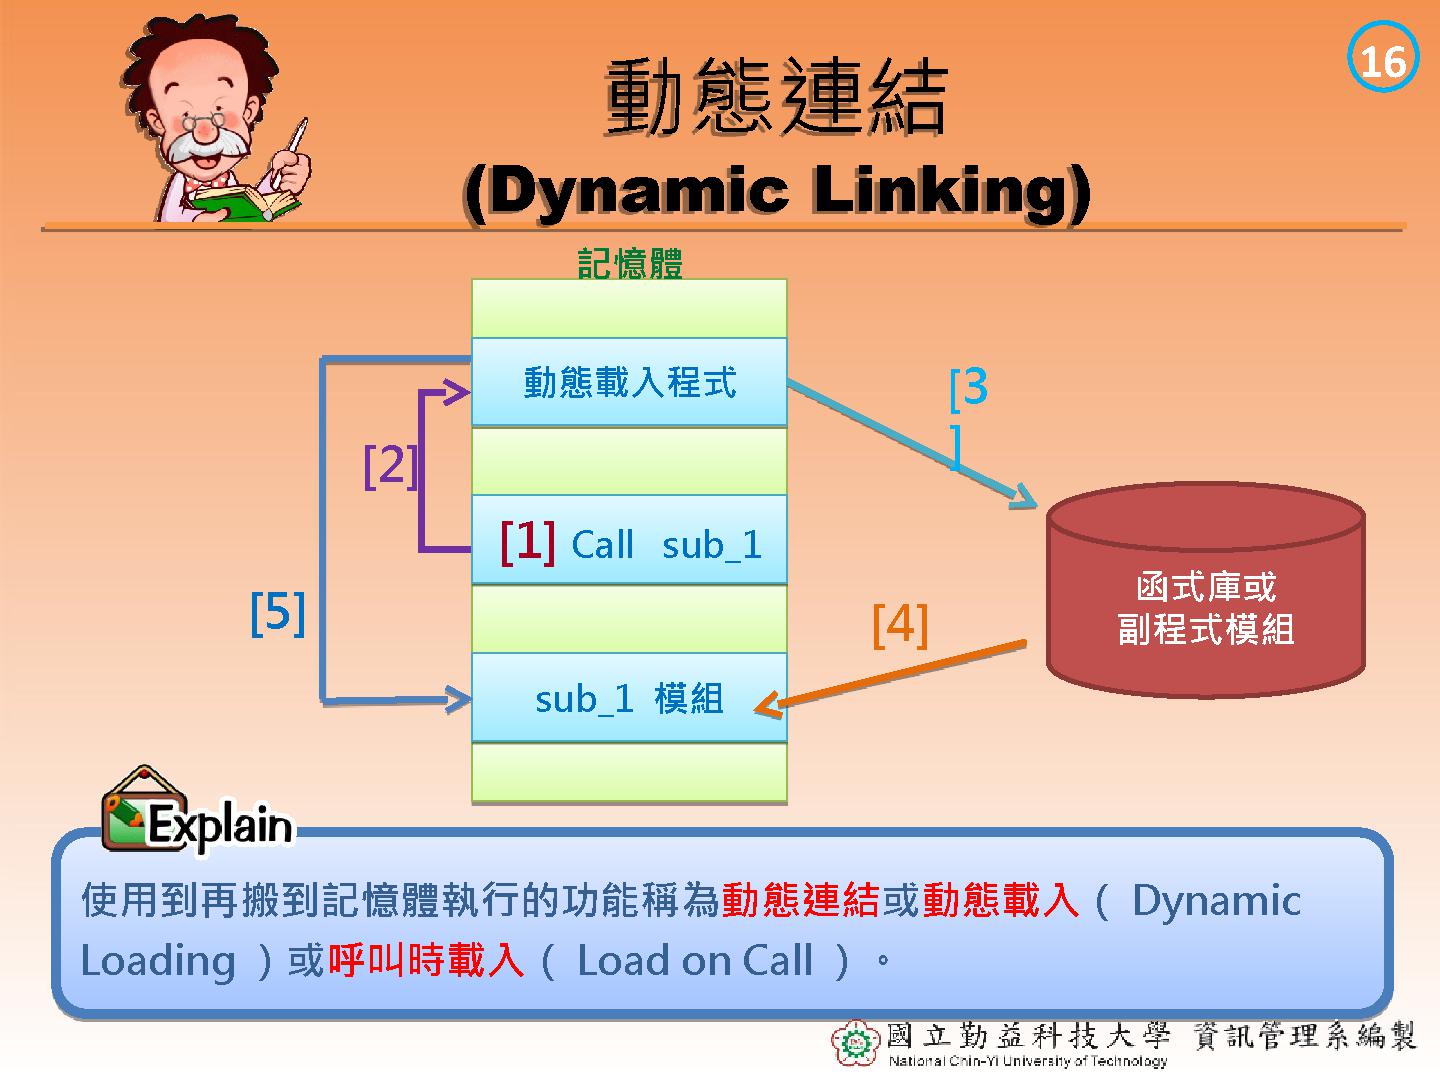 16
動態連結
(Dynamic Linking)
記憶體
動態載入程式
[3
]
[2]
[1] Call sub_1
函式庫或
副程式模組
[5]
[4]
sub_1 模組
Explain
使用到再搬到記憶體執行的功能稱為動態連結或動態載入（ Dynamic
Loading ）或呼叫時載入（ Load on Call ）。
國立勤益科技大學 資訊管理系編製
National Chin-Yi University of Technology